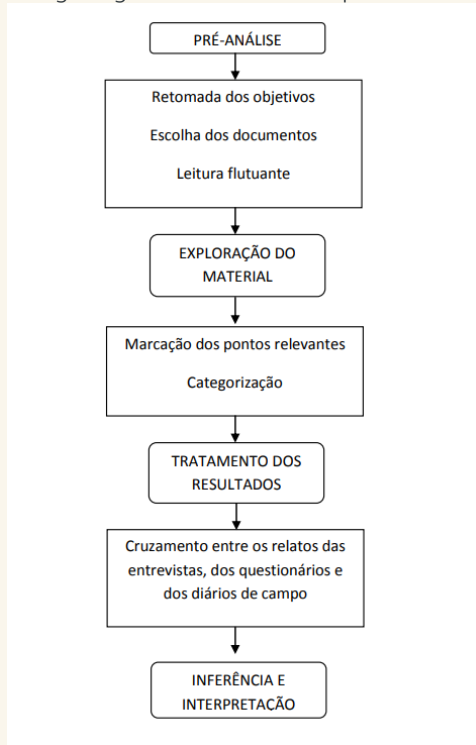 PRÉ-ANÁLISE
Retomada dos objetivos
Escolha dos documentos
Leitura flutuante
EXPLORAÇÃO DO
MATERIAL
Marcação dos pontos relevantes
Categorização
TRATAMENTO DOS
RESULTADOS
Cruzamento entre os relatos das
entrevistas, dos questionários e
dos diários de campo
INFERÊNCIA E
INTERPRETAÇÃO